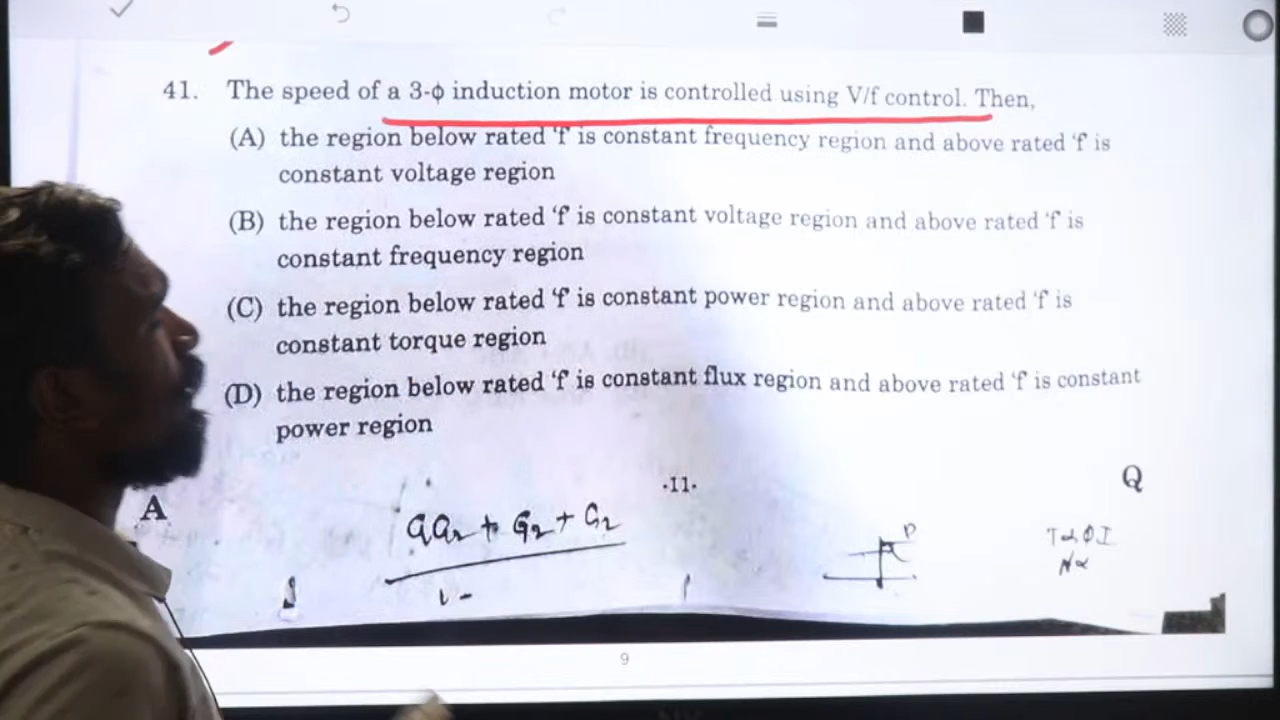 41. The speed of a 3-ϕ induction motor is controlled using V/f control. Then,
(A) the region below rated 'f' is constant frequency region and above rated 'f' is
constant voltage region
(B) the region below rated 'f' is constant voltage region and above rated 'f' is
constant frequency region
(C) the region below rated 'f' is constant power region and above rated 'f' is
constant torque region
(D) the region below rated 'f' is constant flux region and above rated 'f' is constant
power region
-11-
Q
A
P
T∝ΦI
N∝
9